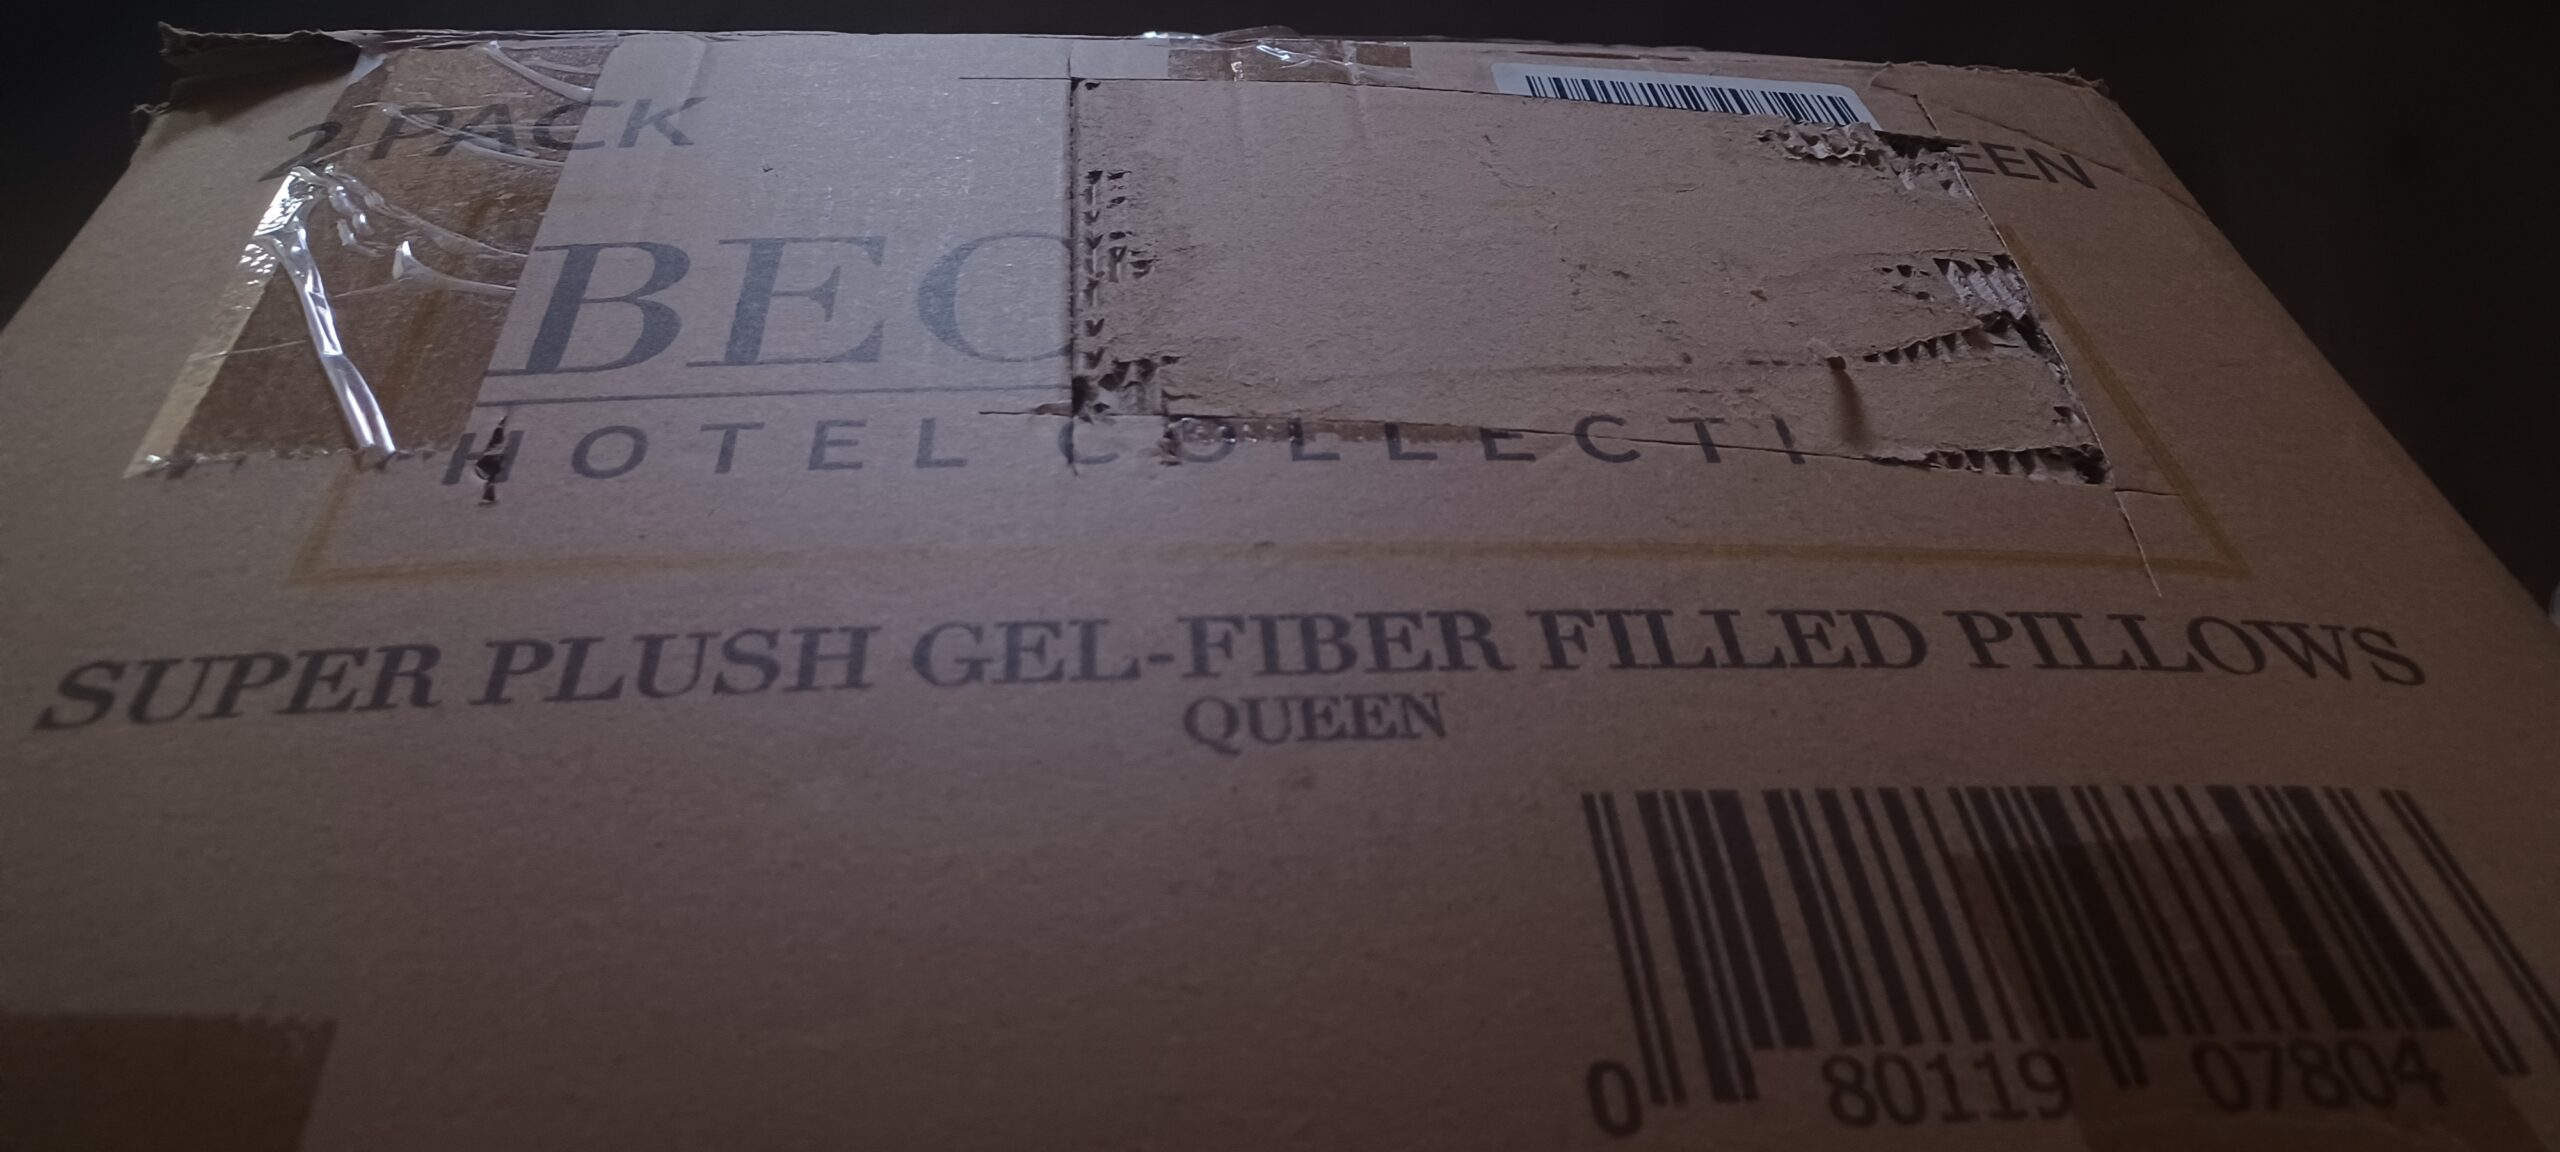 2 PACK
EEN
BEC
HOTEL COLLECTI
SUPER PLUSH GEL-FIBER FILLED PILLOWS
QUEEN
0 80119 07804